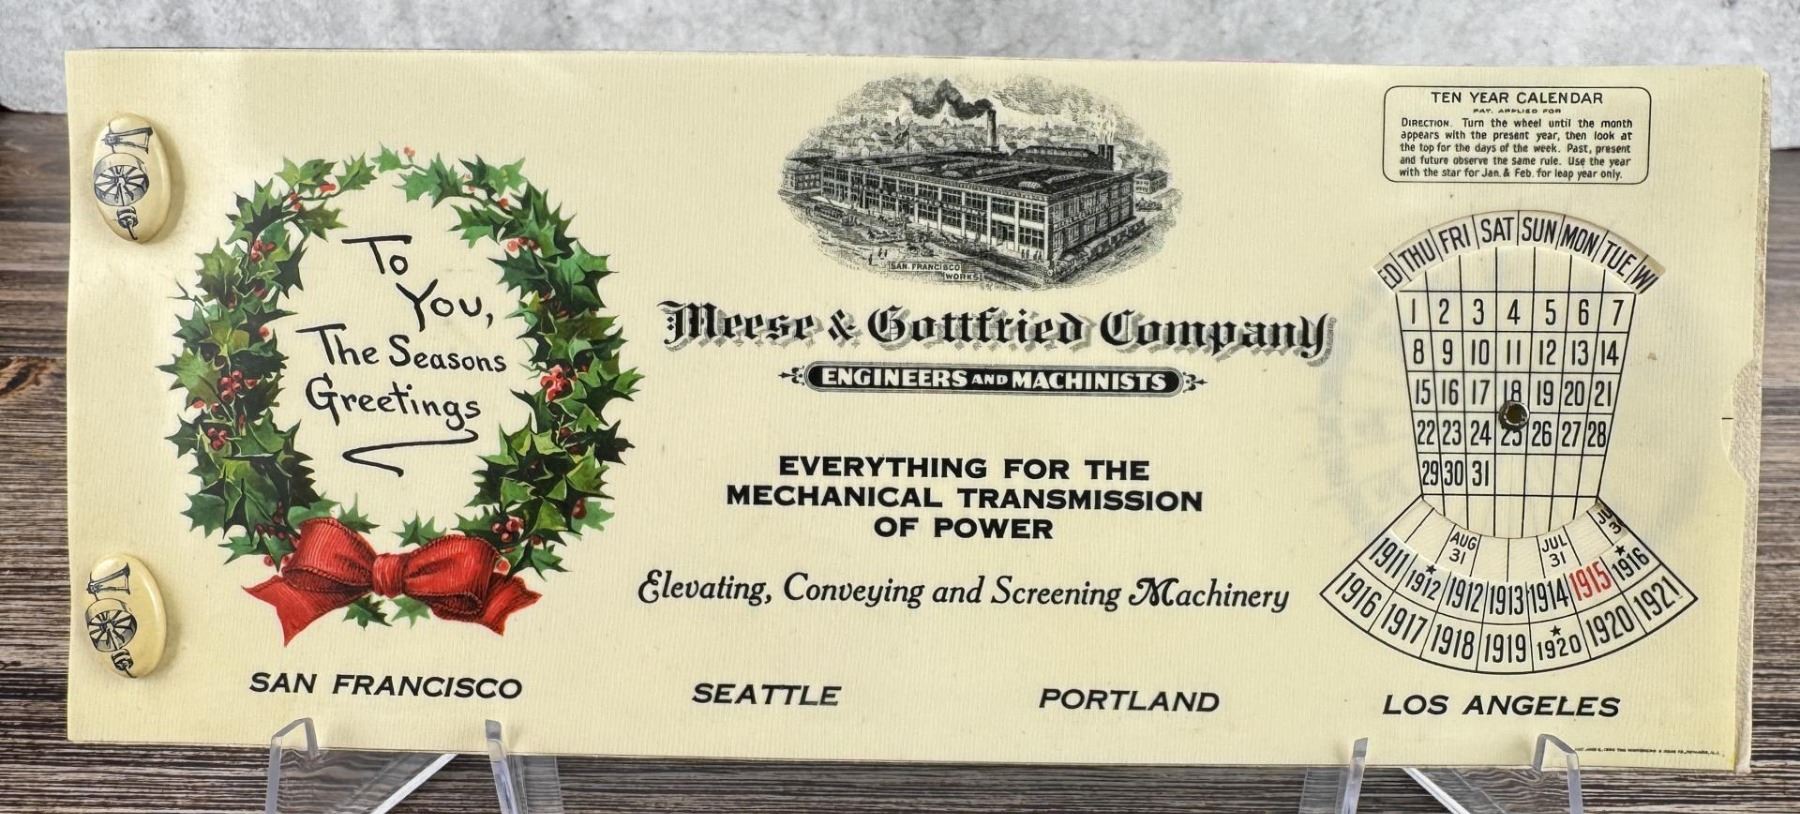 To
You,
The Seasons
Greetings
SAN FRANCISCO
WORKS
Meese & Gottfried Company
ENGINEERS AND MACHINISTS
EVERYTHING FOR THE
MECHANICAL TRANSMISSION
OF POWER
Elevating, Conveying and Screening Machinery
SAN FRANCISCO SEATTLE PORTLAND LOS ANGELES
TEN YEAR CALENDAR
PAT. APPLIED FOR
DIRECTION. Turn the wheel until the month
appears with the present year, then look at
the top for the days of the week. Past, present
and future observe the same rule. Use the year
with the star for Jan. & Feb. for leap year only.
ED THU FRI SAT SUN MON TUE W
1 2 3 4 5 6 7
8 9 10 11 12 13 14
15 16 17 18 19 20 21
22 23 24 25 26 27 28
29 30 31
AUG 31 JUL 31
1911 ★1912 1912 1913 1914 1915 ★1916
1916 1917 1918 1919 ★1920 1920 1921